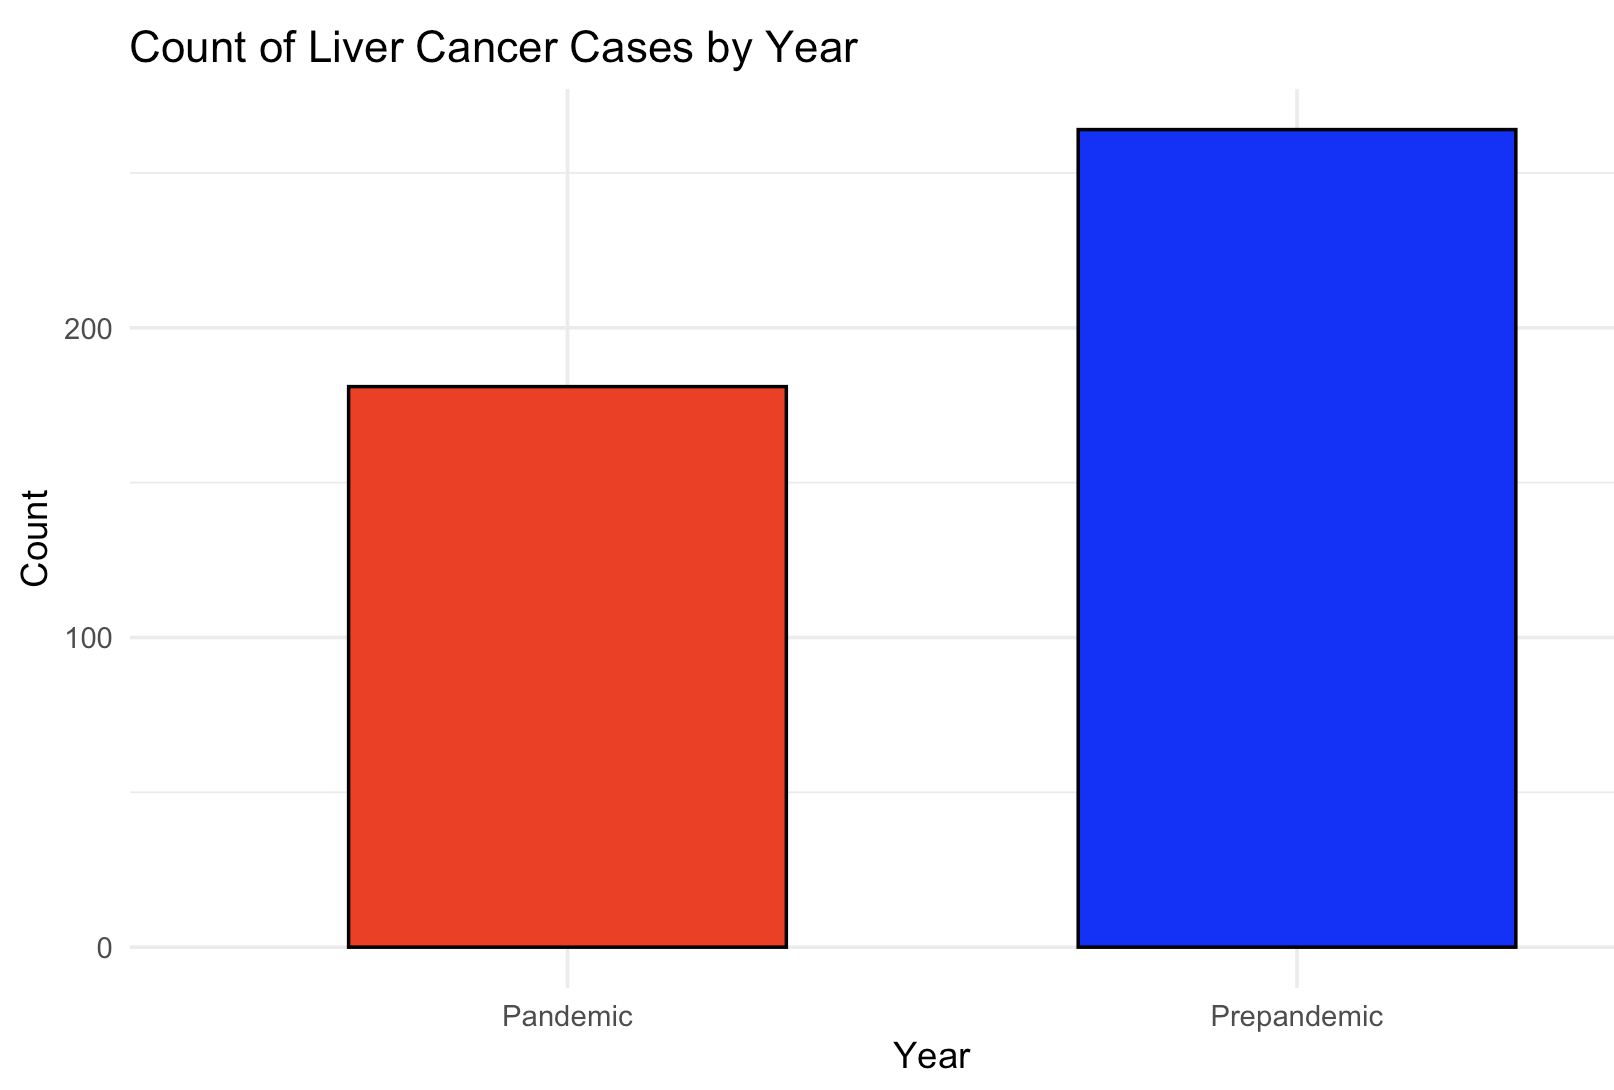 Count of Liver Cancer Cases by Year
Count
200
100
0
Pandemic
Prepandemic
Year